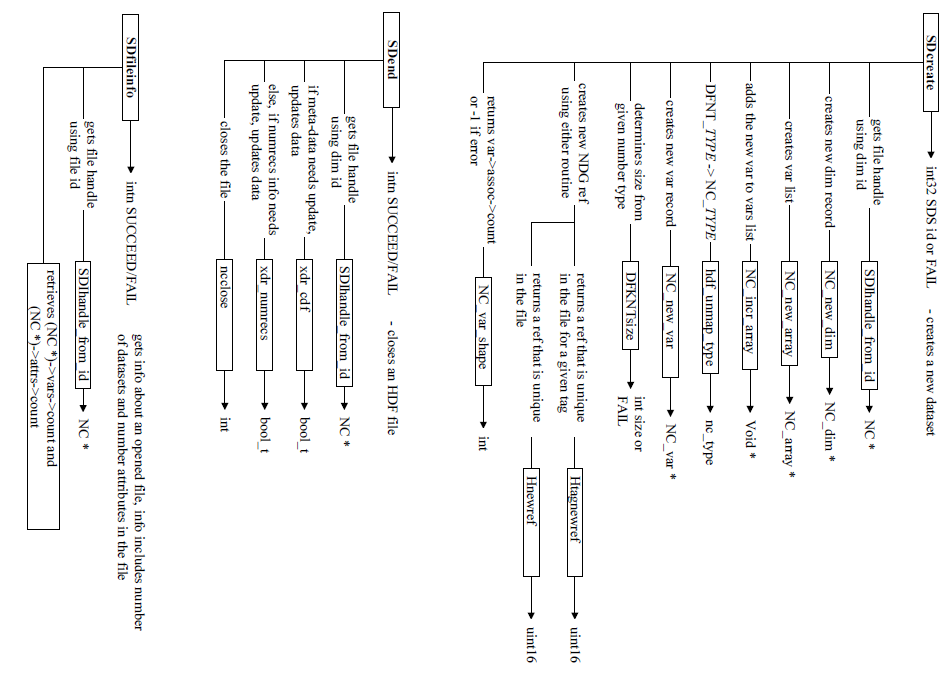 SDcreate
int32 SDS id or FAIL
- creates a new dataset
gets file handle
using dim id
SDIhandle_from_id
NC *
creates new dim record
NC_new_dim
NC_dim *
creates var list
NC_new_array
NC_array *
adds the new var to vars list
NC_incr_array
Void *
DFNT_TYPE -> NC_TYPE
hdf_unmap_type
nc_type
creates new var record
NC_new_var
NC_var *
determines size from
given number type
DFKNTsize
int size or
FAIL
creates new NDG ref
using either routine
returns a ref that is unique
in the file for a given tag
Htagnewref
uint16
returns a ref that is unique
in the file
Hnewref
uint16
returns var->assoc->count
or -1 if error
NC_var_shape
int
SDend
intn SUCCEED/FAIL
- closes an HDF file
gets file handle
using dim id
SDIhandle_from_id
NC *
if meta-data needs update,
updates data
xdr_cdf
bool_t
else, if numrecs info needs
update, updates data
xdr_numrecs
bool_t
closes the file
ncclose
int
SDfileinfo
intn SUCCEED/FAIL
gets info about an opened file, info includes number
of datasets and number attributes in the file
gets file handle
using file id
SDIhandle_from_id
NC *
retrieves (NC *)->vars->count and
(NC *)->attrs->count